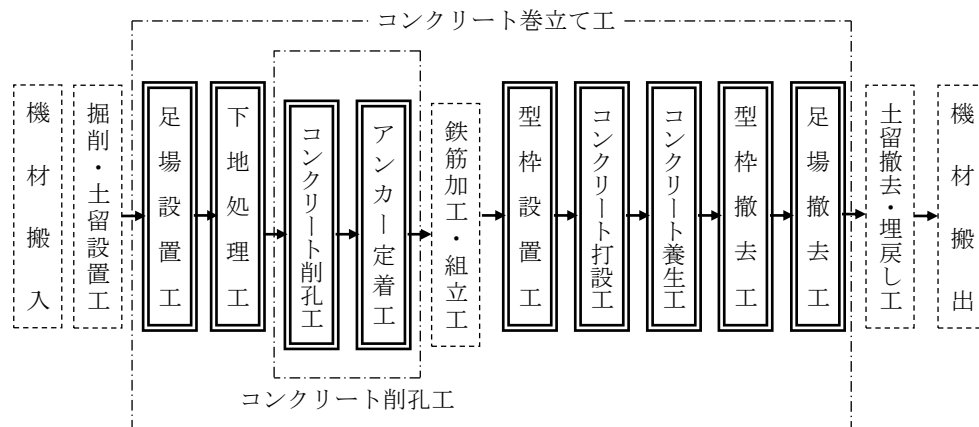 コンクリート巻立て工
機材搬入
掘削・土留設置工
足場設置工
下地処理工
コンクリート削孔工
アンカー定着工
鉄筋加工・組立工
型枠設置工
コンクリート打設工
コンクリート養生工
型枠撤去工
足場撤去工
土留撤去・埋戻し工
機材搬出
コンクリート削孔工